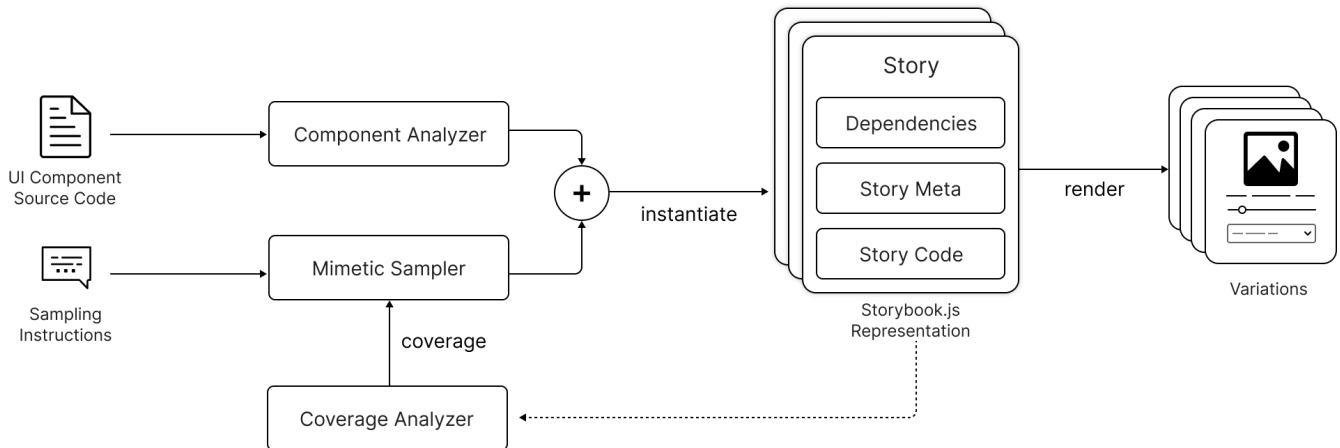 UI Component
Source Code
Sampling
Instructions
Component Analyzer
Mimetic Sampler
coverage
Coverage Analyzer
+
instantiate
Story
Dependencies
Story Meta
Story Code
Storybook.js
Representation
render
Variations